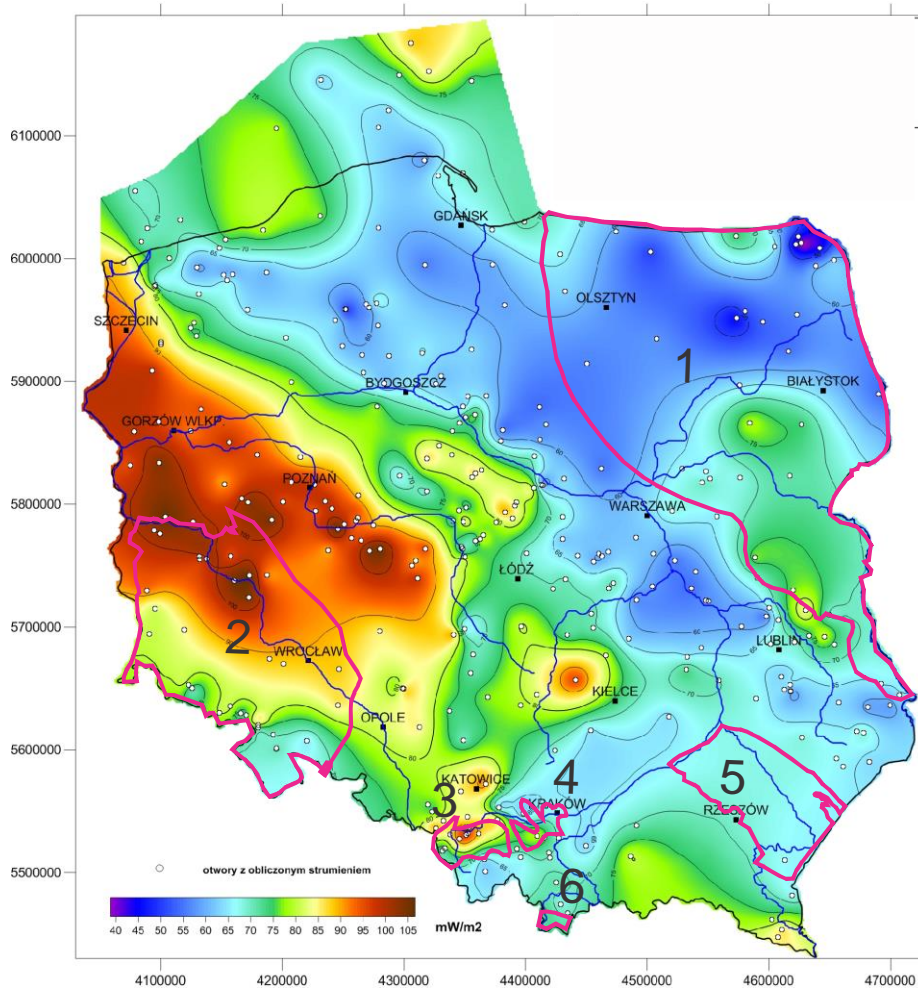 6100000
6000000
5900000
5800000
5700000
5600000
5500000
GDAŃSK
OLSZTYN
SZCZECIN
1
BYDGOSZCZ
BIAŁYSTOK
GORZÓW WLKP.
POZNAŃ
WARSZAWA
ŁÓDŹ
2
WROCŁAW
LUBLIN
KIELCE
OPOLE
KATOWICE
3
4
KRAKÓW
5
RZESZÓW
6
otwory z obliczonym strumieniem
40 45 50 55 60 65 70 75 80 85 90 95 100 105 mW/m2
4100000 4200000 4300000 4400000 4500000 4600000 4700000